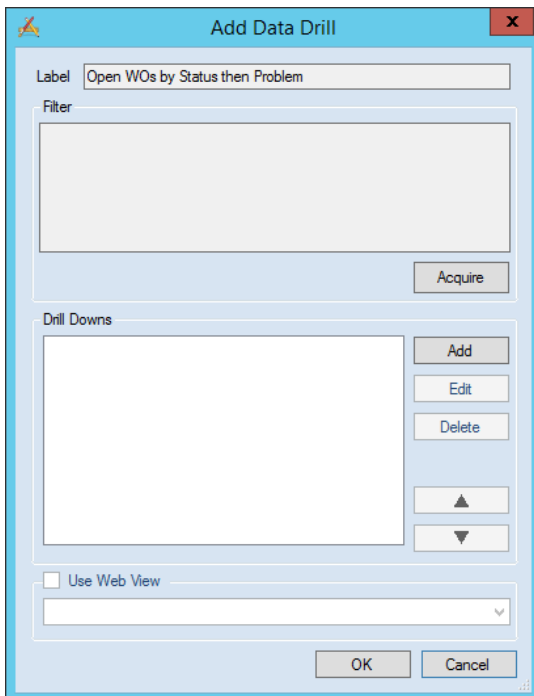 Add Data Drill
x
Label Open WOs by Status then Problem
Filter
Acquire
Drill Downs
Add
Edit
Delete
Use Web View
OK Cancel